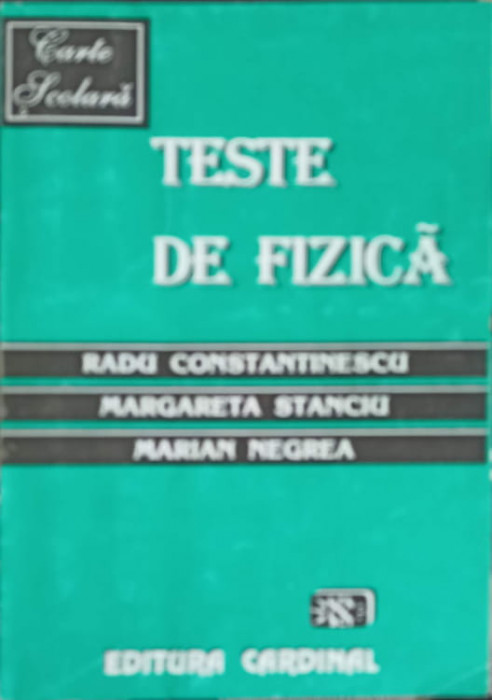 Carte
Școlară
TESTE
DE FIZICĂ
RADU CONSTANTINESCU
MARGARETA STANCIU
MARIAN NEGREA
EDITURA CARDINAL